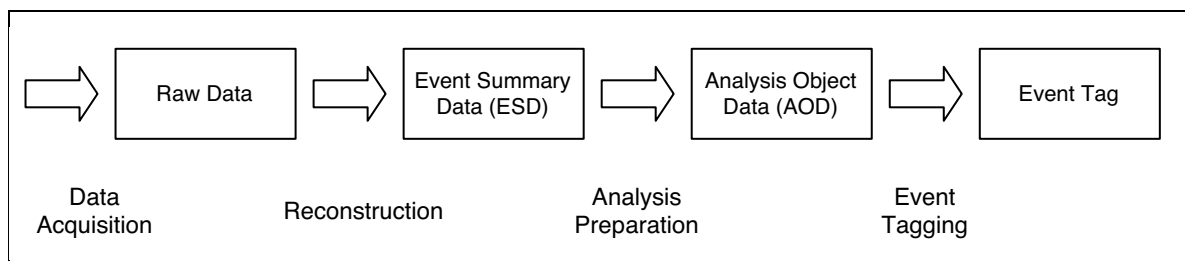 Raw Data
Event Summary
Data (ESD)
Analysis Object
Data (AOD)
Event Tag
Data
Acquisition
Reconstruction
Analysis
Preparation
Event
Tagging